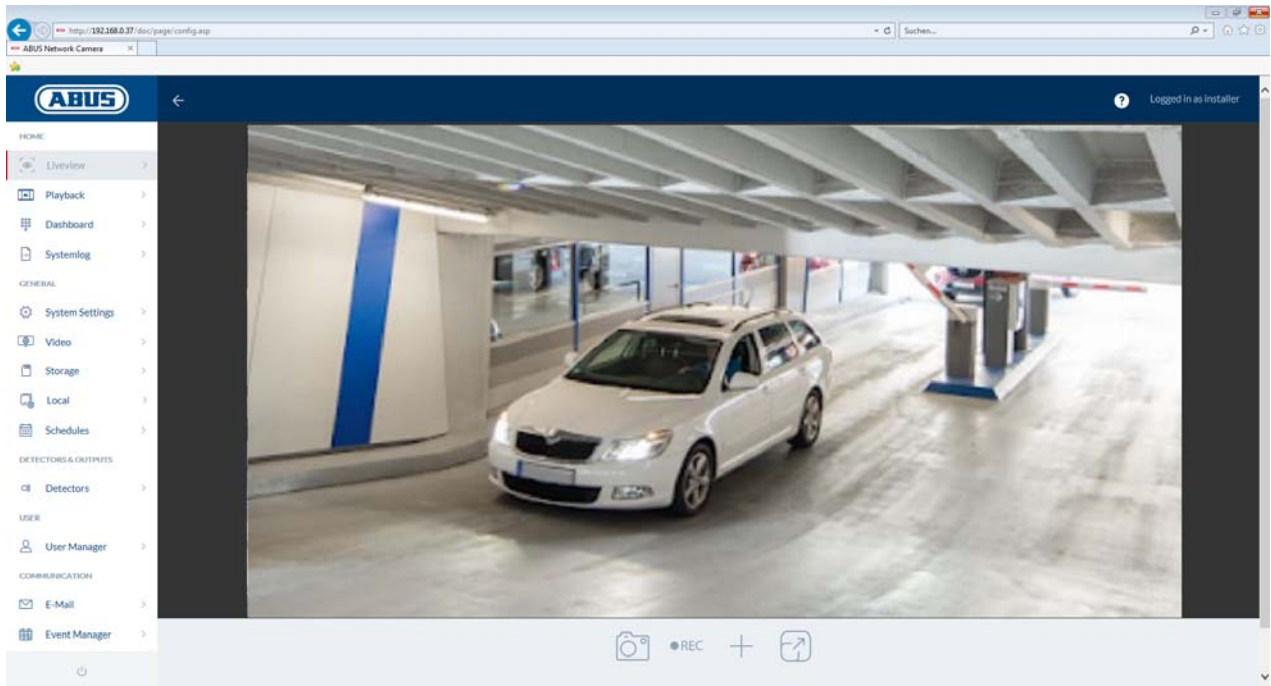 http://192.168.0.37/doc/page/config.asp
Suchen...
ABUS Network Camera
ABUS
Logged in as installer
HOME
Liveview
Playback
Dashboard
Systemlog
GENERAL
System Settings
Video
Storage
Local
Schedules
DETECTORS & OUTPUTS
Detectors
USER
User Manager
COMMUNICATION
E-Mail
Event Manager
REC